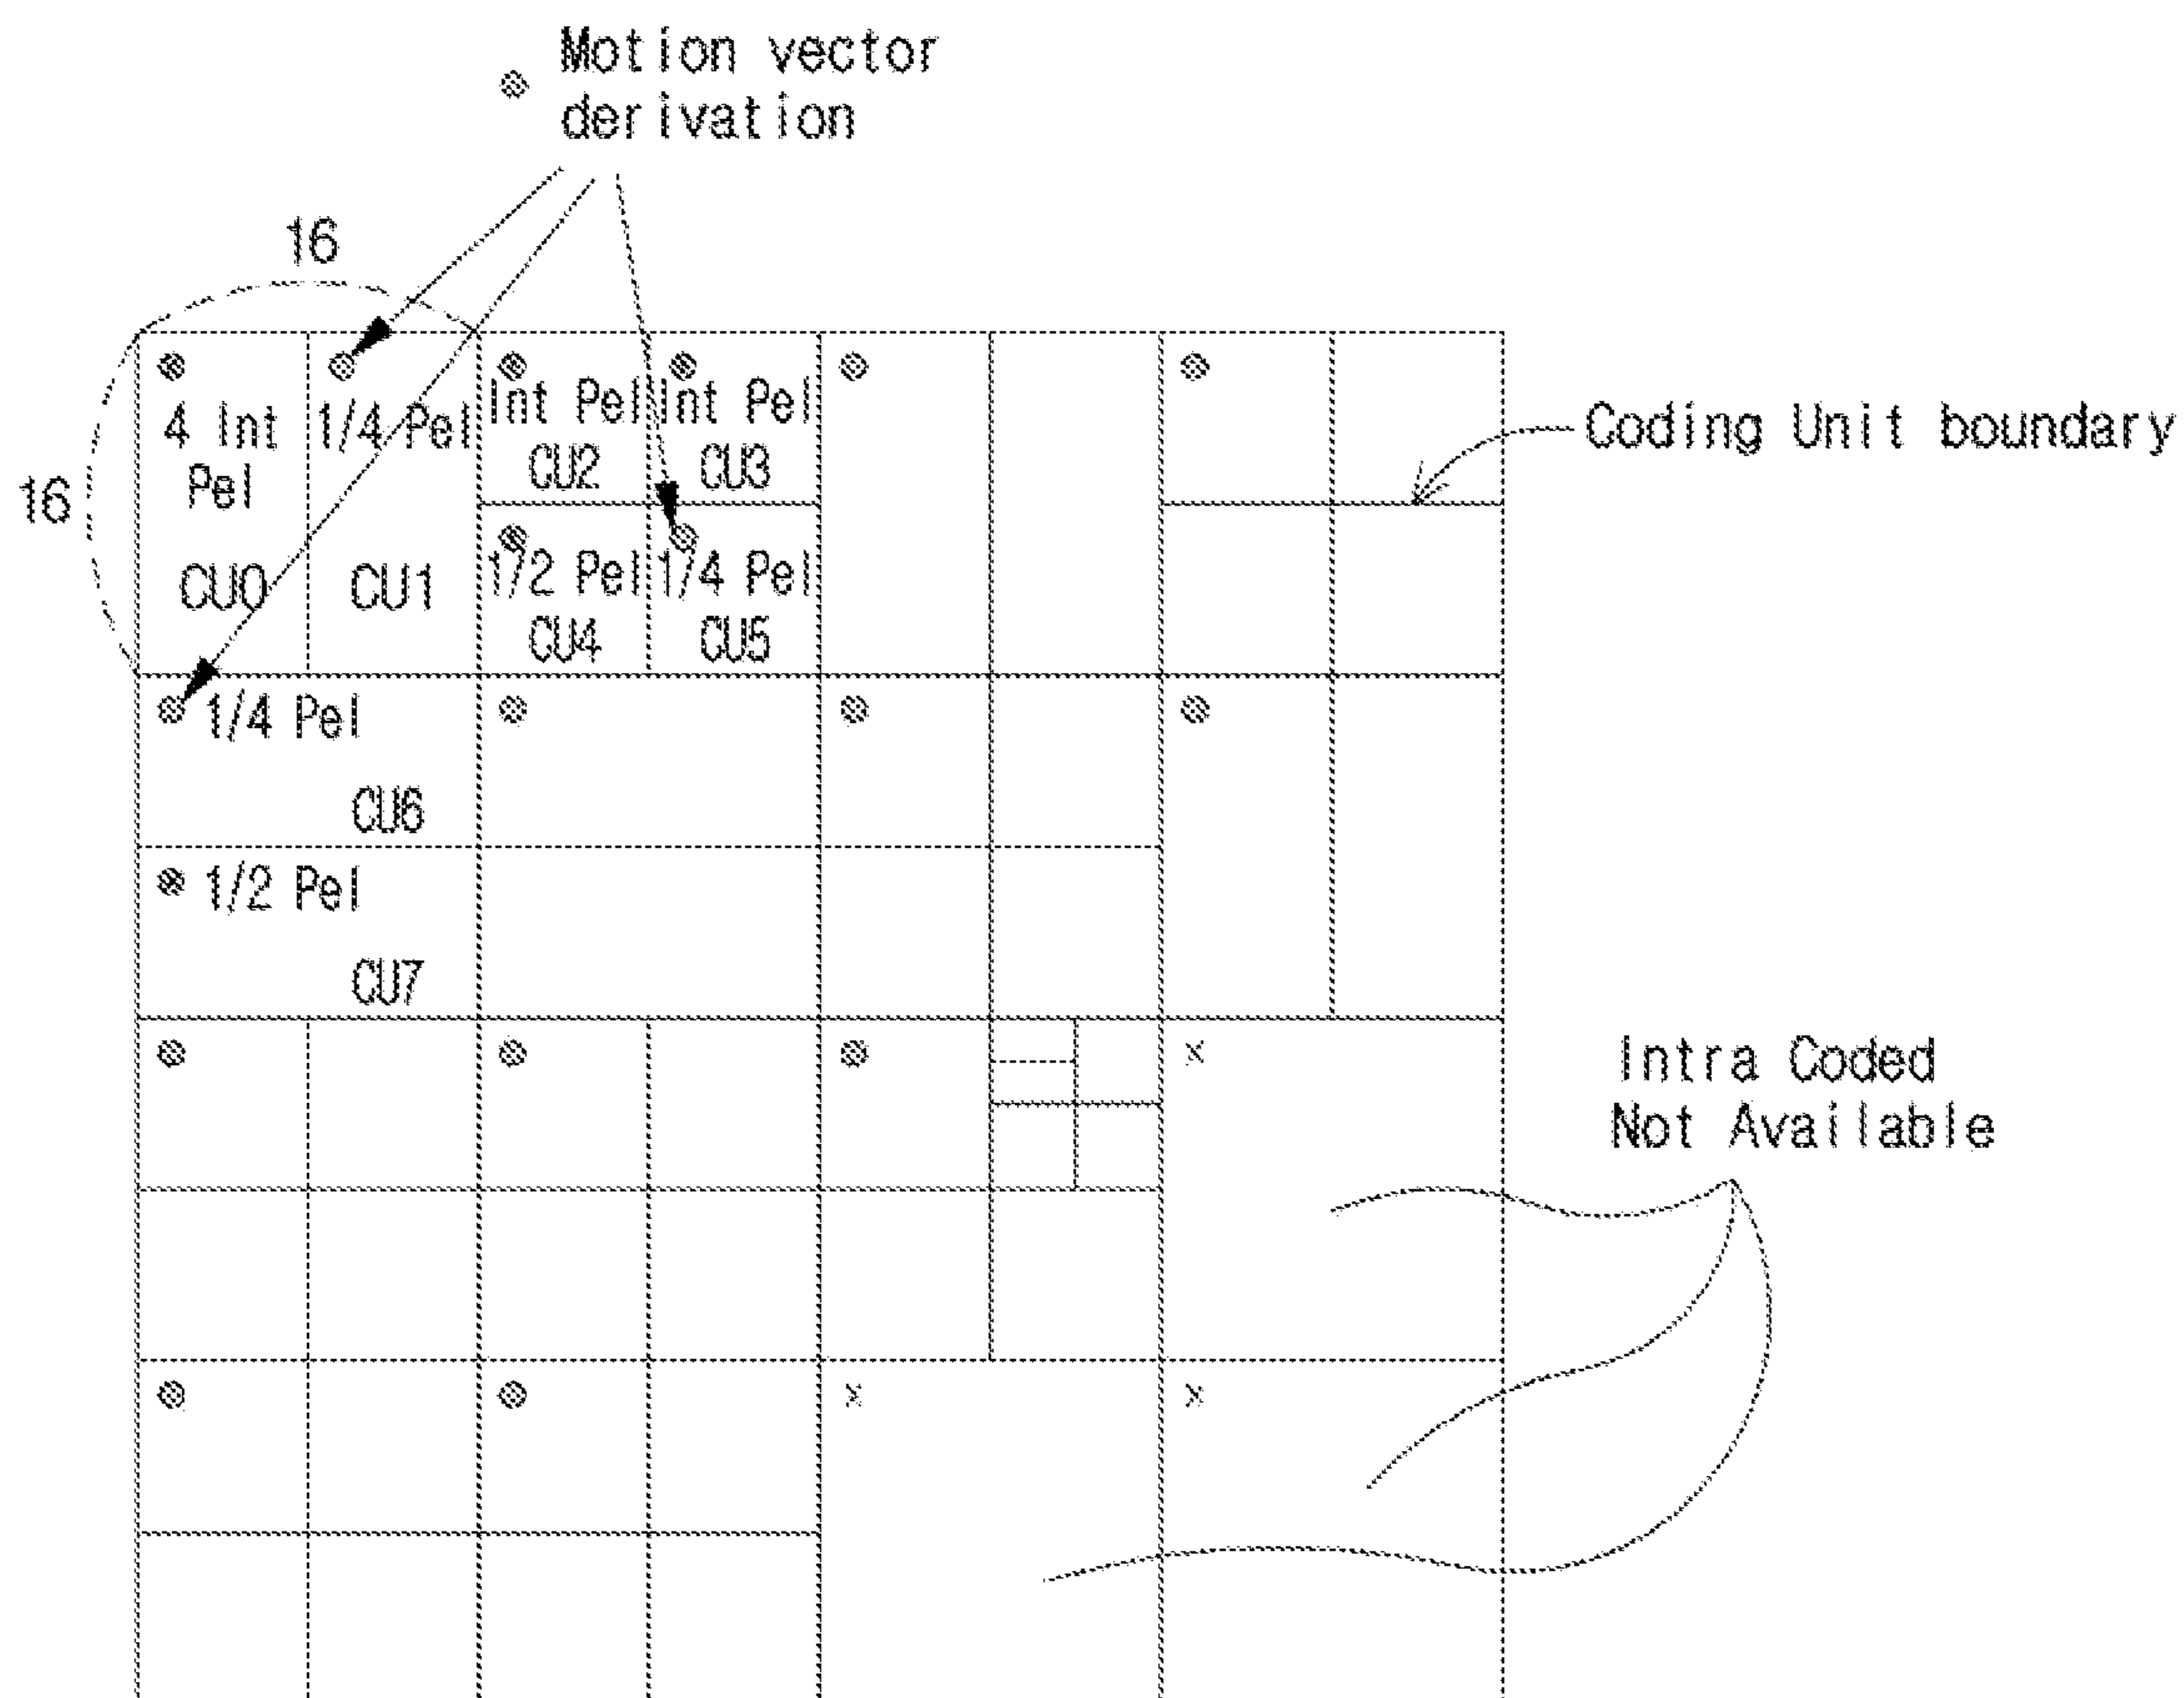 Motion vector
derivation
16
16
4 Int
Pel
CU0
1/4 Pel
CU1
Int Pel
CU2
Int Pel
CU3
1/2 Pel
CU4
1/4 Pel
CU5
Coding Unit boundary
1/4 Pel
CU6
1/2 Pel
CU7
x
Intra Coded
Not Available
x
x